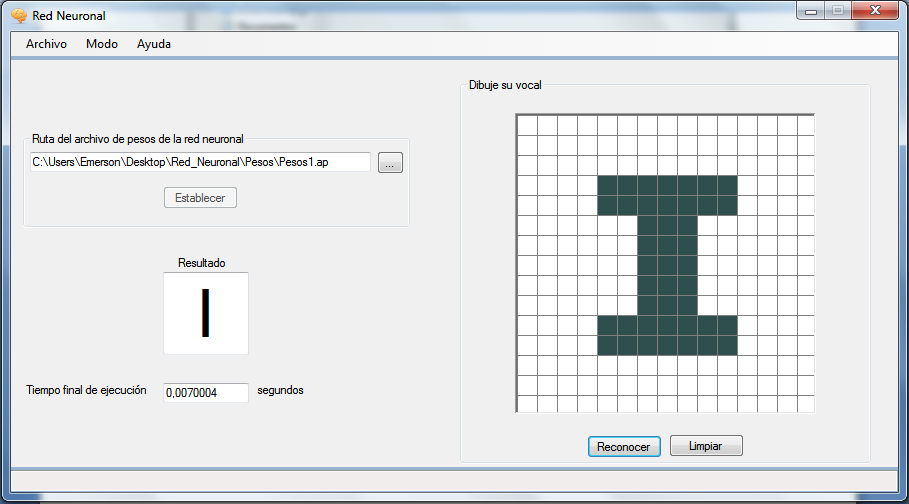 Red Neuronal
Archivo Modo Ayuda
Dibuje su vocal
Ruta del archivo de pesos de la red neuronal
C:\Users\Emerson\Desktop\Red_Neuronal\Pesos\Pesos1.ap
...
Establecer
Resultado
I
Tiempo final de ejecución 0,0070004 segundos
Reconocer Limpiar